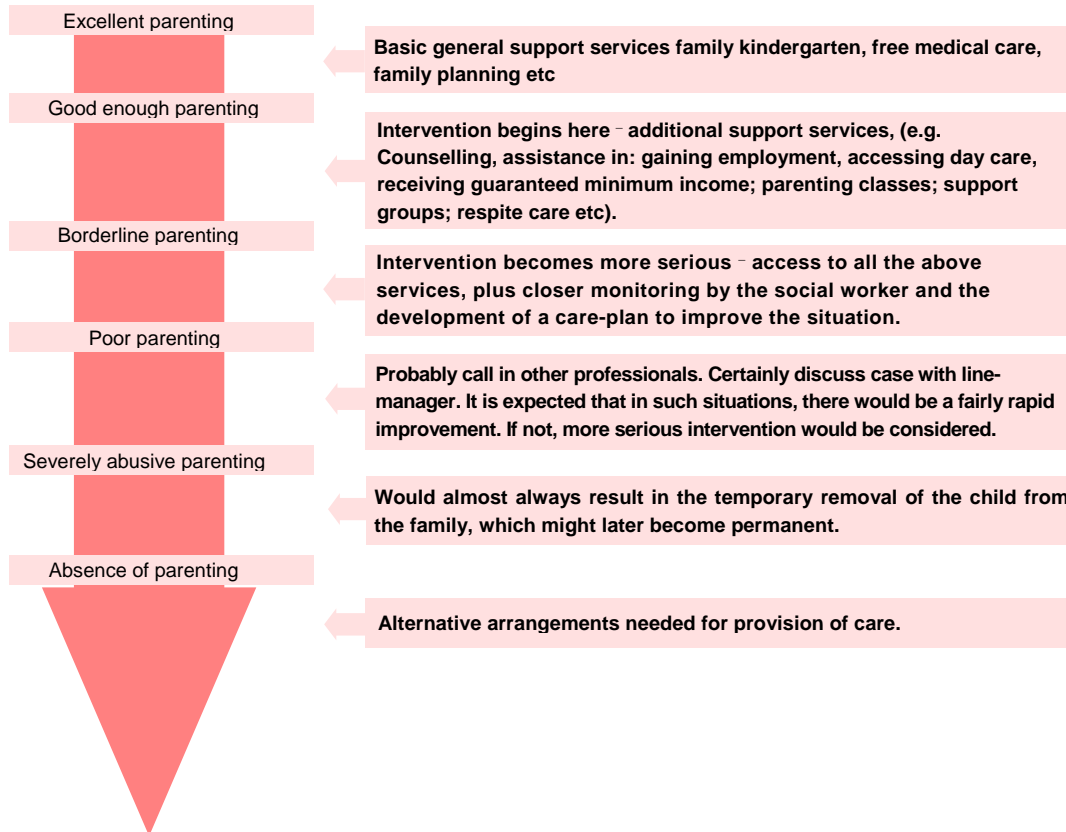 Excellent parenting
Basic general support services family kindergarten, free medical care,
family planning etc
Good enough parenting
Intervention begins here – additional support services, (e.g.
Counselling, assistance in: gaining employment, accessing day care,
receiving guaranteed minimum income; parenting classes; support
groups; respite care etc).
Borderline parenting
Intervention becomes more serious – access to all the above
services, plus closer monitoring by the social worker and the
development of a care-plan to improve the situation.
Poor parenting
Probably call in other professionals. Certainly discuss case with line-
manager. It is expected that in such situations, there would be a fairly rapid
improvement. If not, more serious intervention would be considered.
Severely abusive parenting
Would almost always result in the temporary removal of the child from
the family, which might later become permanent.
Absence of parenting
Alternative arrangements needed for provision of care.